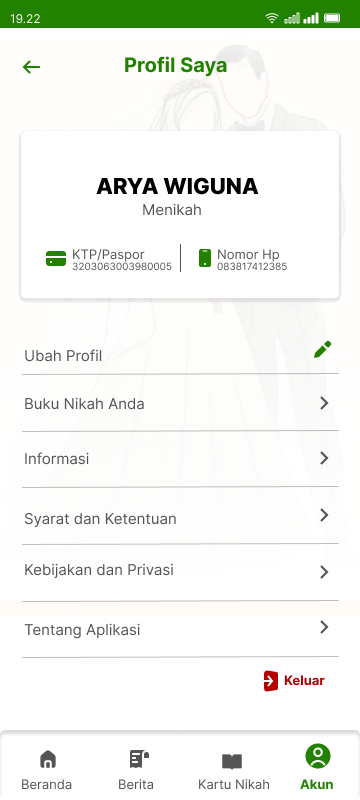 19.22
Profil Saya
ARYA WIGUNA
Menikah
KTP/Paspor
3203063003980005
Nomor Hp
083817412385
Ubah Profil
Buku Nikah Anda
Informasi
Syarat dan Ketentuan
Kebijakan dan Privasi
Tentang Aplikasi
Keluar
Beranda
Berita
Kartu Nikah
Akun